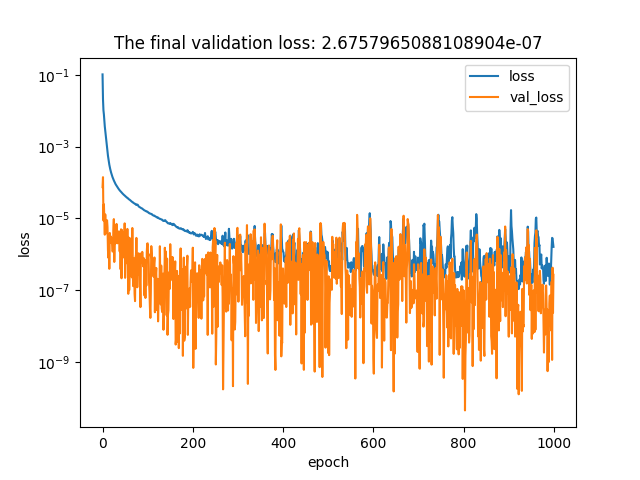 The final validation loss: 2.6757965088108904e-07
loss
val_loss
10⁻¹
10⁻³
10⁻⁵
10⁻⁷
10⁻⁹
loss
0
200
400
600
800
1000
epoch